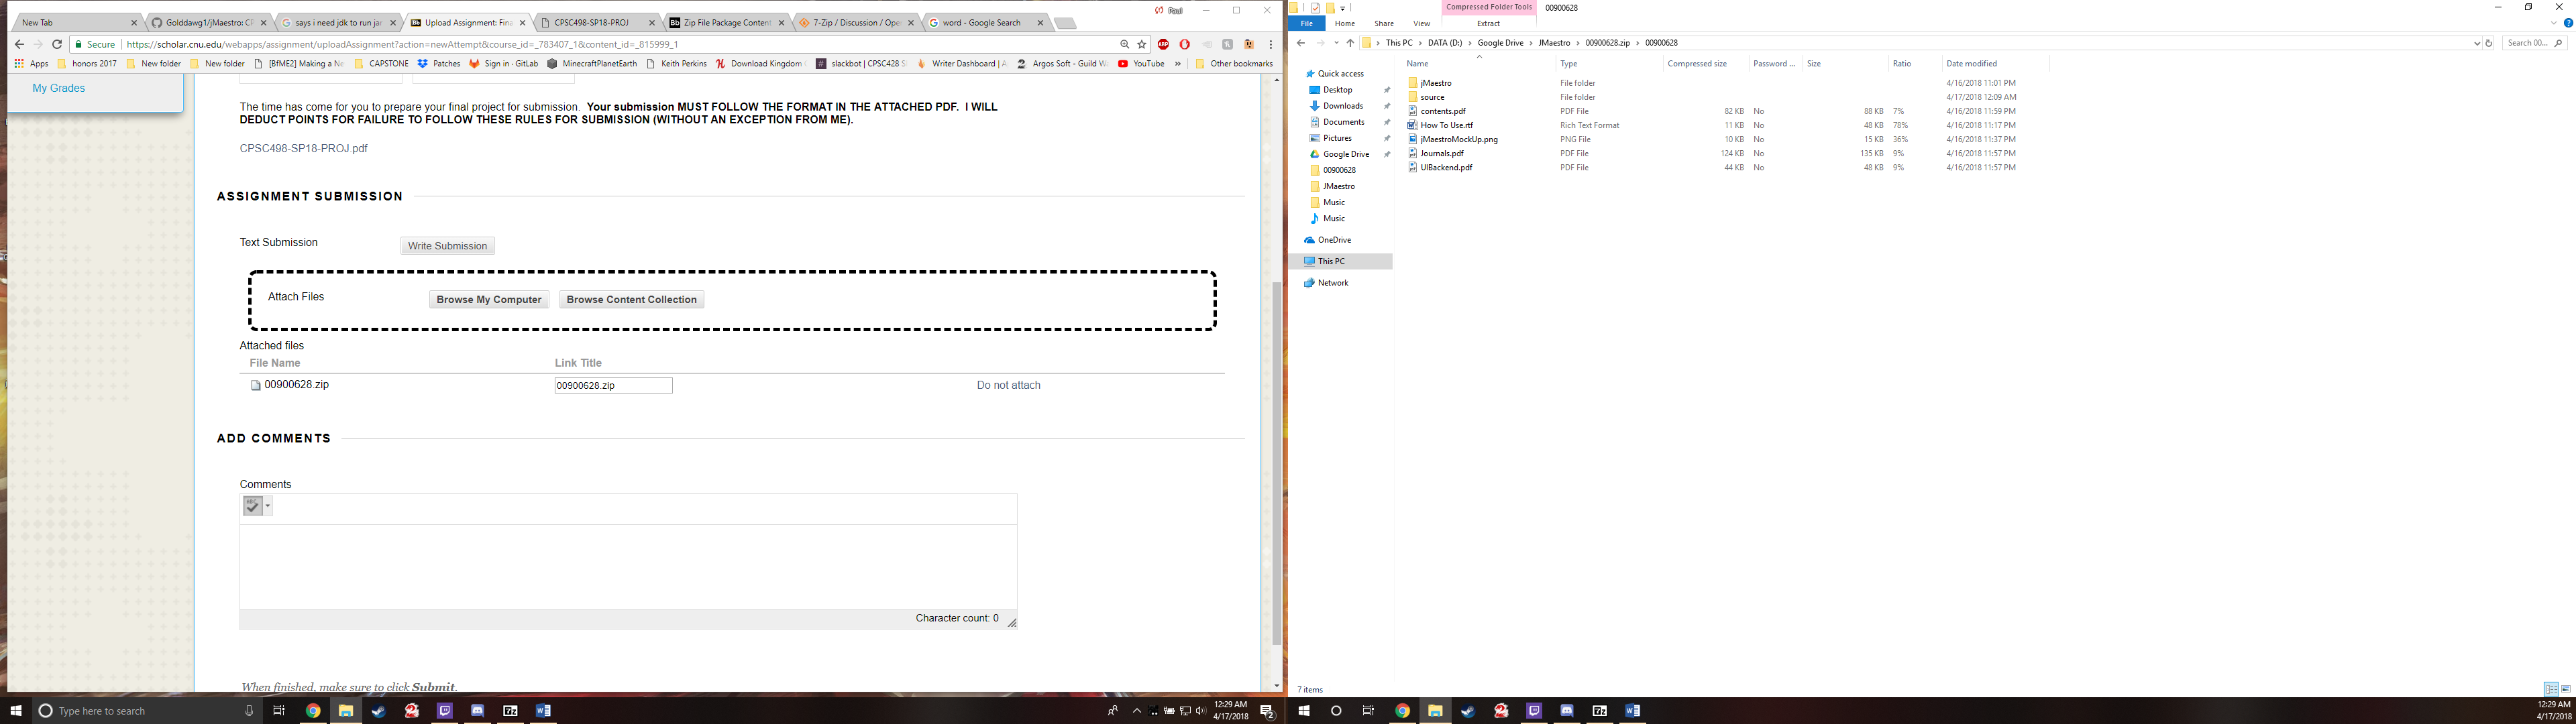 New Tab
Golddawg1/jMaestro: CP
says i need jdk to run jar
Upload Assignment: Fina
CPSC498-SP18-PROJ
Zip File Package Content
7-Zip / Discussion / Ope
word - Google Search
Paul
Secure
https://scholar.cnu.edu/webapps/assignment/uploadAssignment?action=newAttempt&course_id=_783407_1&content_id=_815999_1
Apps
honors 2017
New folder
New folder
[BfME2] Making a Ne
CAPSTONE
Patches
Sign in · GitLab
MinecraftPlanetEarth
Keith Perkins
Download Kingdom
slackbot | CPSC428 S
Writer Dashboard | A
Argos Soft - Guild W
YouTube
Other bookmarks
My Grades
The time has come for you to prepare your final project for submission. Your submission MUST FOLLOW THE FORMAT IN THE ATTACHED PDF. I WILL
DEDUCT POINTS FOR FAILURE TO FOLLOW THESE RULES FOR SUBMISSION (WITHOUT AN EXCEPTION FROM ME).
CPSC498-SP18-PROJ.pdf
ASSIGNMENT SUBMISSION
Text Submission
Write Submission
Attach Files
Browse My Computer
Browse Content Collection
Attached files
File Name
Link Title
00900628.zip
00900628.zip
Do not attach
ADD COMMENTS
Comments
Character count: 0
When finished, make sure to click Submit.
Type here to search
12:29 AM
4/17/2018
Compressed Folder Tools
00900628
File
Home
Share
View
Extract
This PC
DATA (D:)
Google Drive
JMaestro
00900628.zip
00900628
Search 00...
Quick access
Desktop
Downloads
Documents
Pictures
Google Drive
00900628
JMaestro
Music
Music
OneDrive
This PC
Network
Name Type Compressed size Password ... Size Ratio Date modified
jMaestro File folder 4/16/2018 11:01 PM
source File folder 4/17/2018 12:09 AM
contents.pdf PDF File 82 KB No 88 KB 7% 4/16/2018 11:59 PM
How To Use.rtf Rich Text Format 11 KB No 48 KB 78% 4/16/2018 11:17 PM
jMaestroMockUp.png PNG File 10 KB No 15 KB 36% 4/16/2018 11:37 PM
Journals.pdf PDF File 124 KB No 135 KB 9% 4/16/2018 11:57 PM
UIBackend.pdf PDF File 44 KB No 48 KB 9% 4/16/2018 11:57 PM
7 items
12:29 AM
4/17/2018